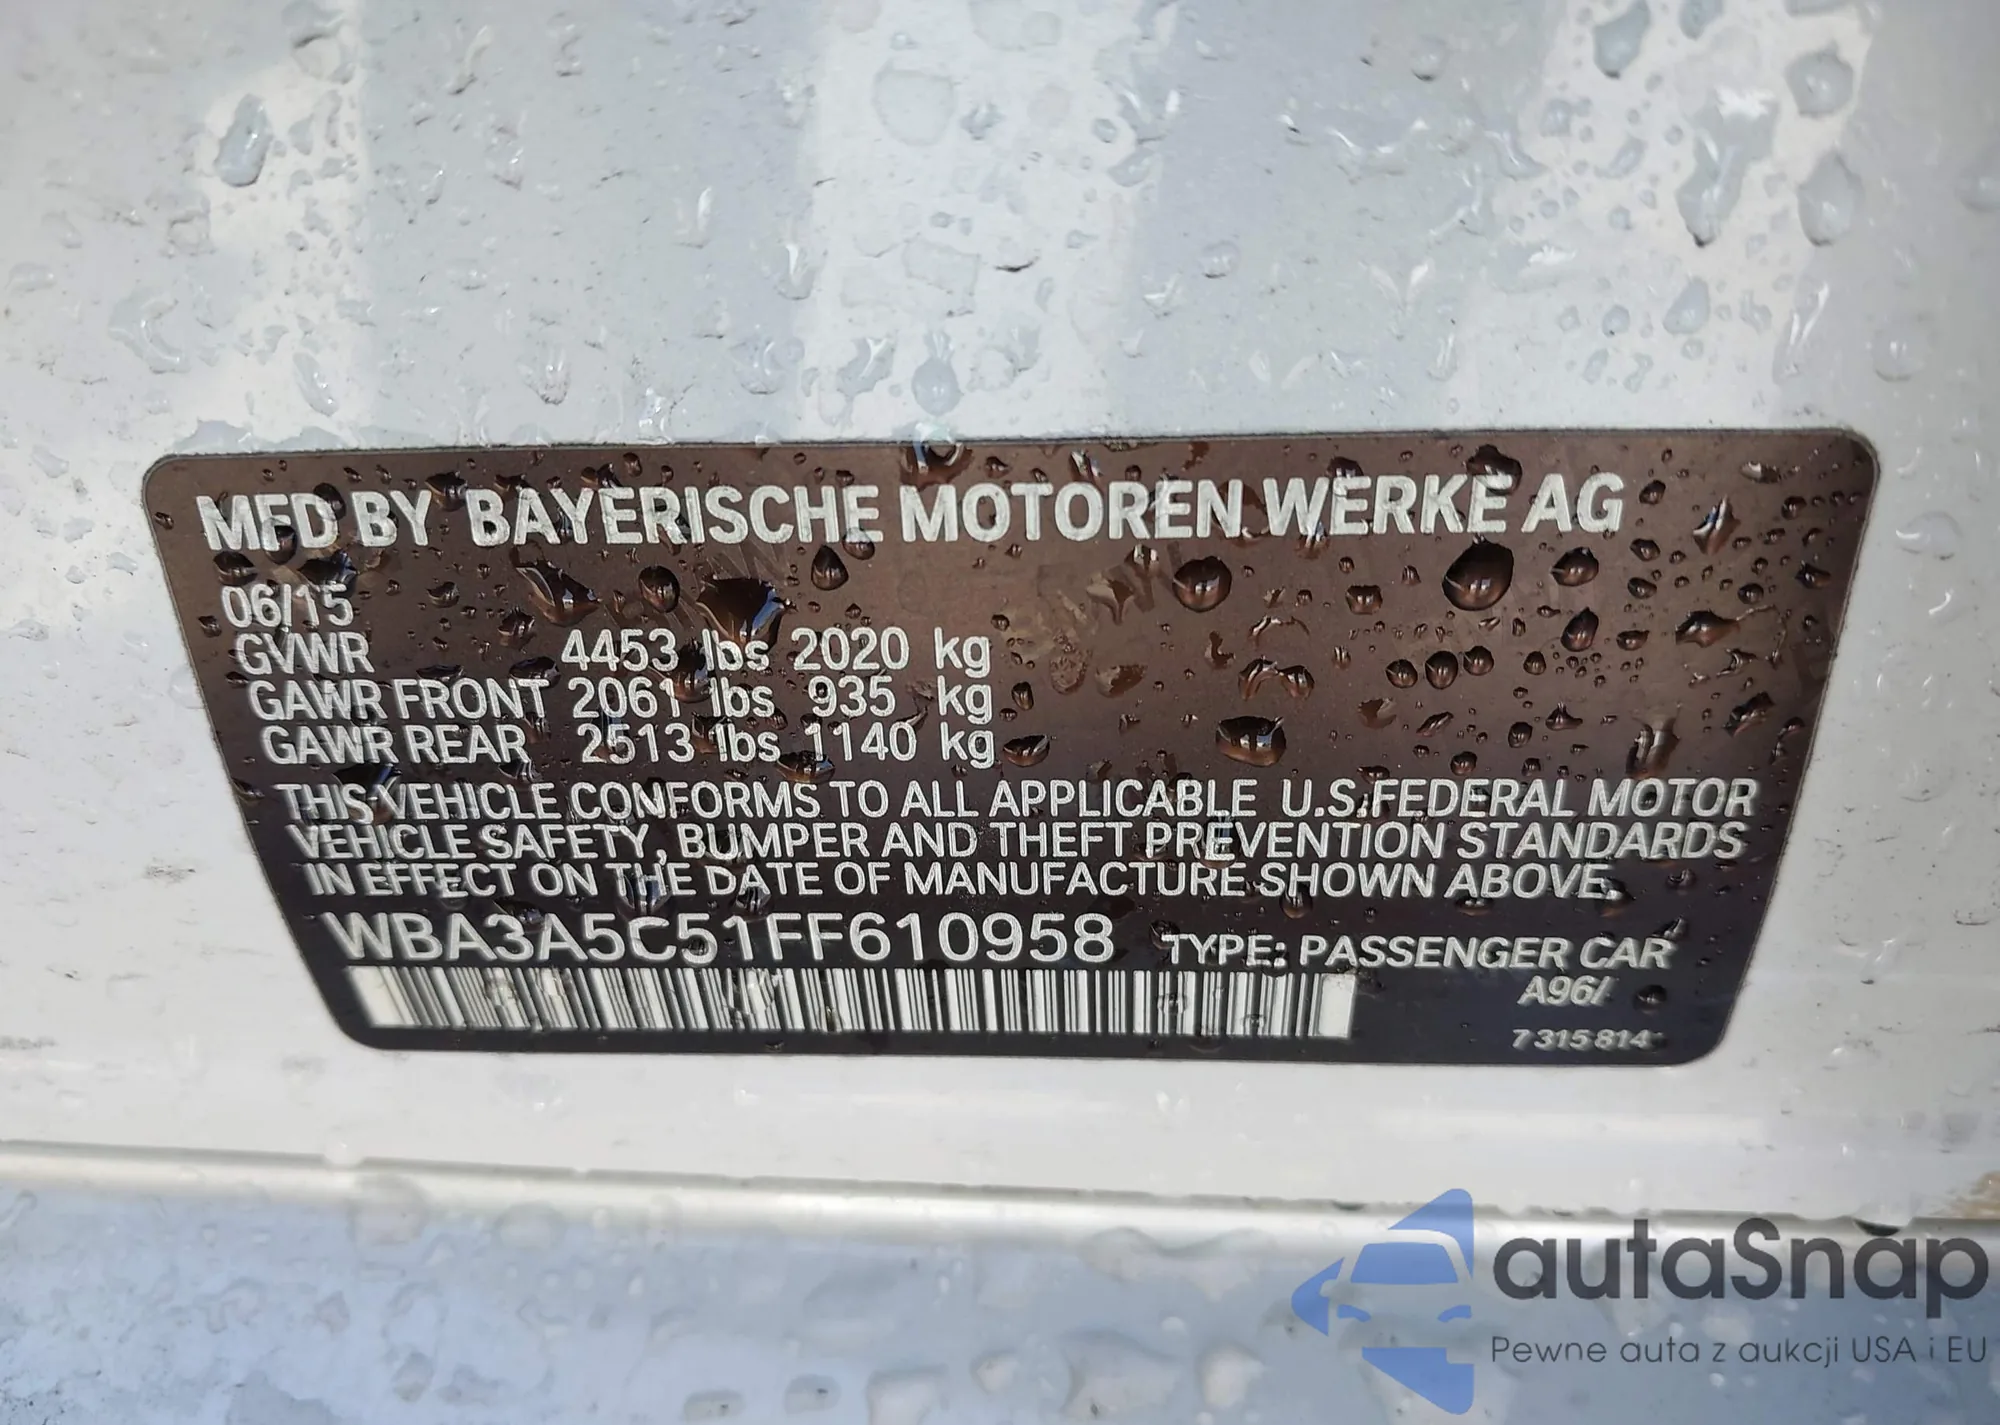 MFD BY BAYERISCHE MOTOREN WERKE AG
06/15
GVWR 4453 lbs 2020 kg
GAWR FRONT 2061 lbs 935 kg
GAWR REAR 2513 lbs 1140 kg
THIS VEHICLE CONFORMS TO ALL APPLICABLE U.S. FEDERAL MOTOR
VEHICLE SAFETY, BUMPER AND THEFT PREVENTION STANDARDS
IN EFFECT ON THE DATE OF MANUFACTURE SHOWN ABOVE.
WBA3A5C51FF610958 TYPE: PASSENGER CAR
A96/
7 315 814
autaSnap
Pewne auta z aukcji USA i EU